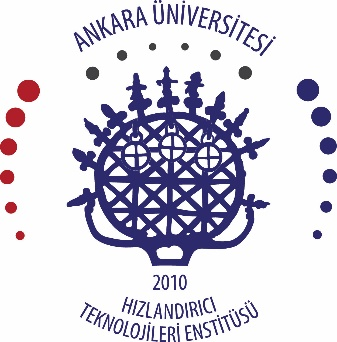 ANKARA ÜNİVERSİTESİ
2010
HIZLANDIRICI
TEKNOLOJİLERİ ENSTİTÜSÜ